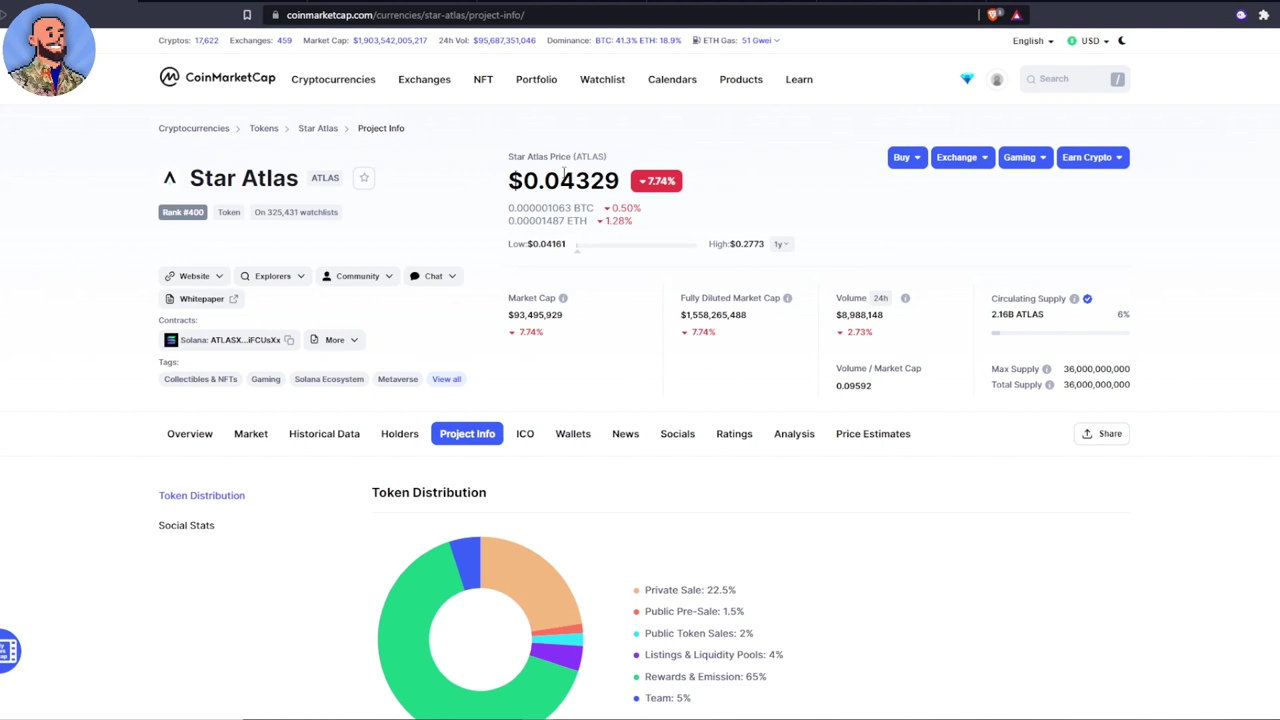 coinmarketcap.com/currencies/star-atlas/project-info/
Cryptos: 17,622 Exchanges: 459 Market Cap: $1,903,542,005,217 24h Vol: $95,687,351,046 Dominance: BTC: 41.3% ETH: 18.9% ETH Gas: 51 Gwei English USD
CoinMarketCap Cryptocurrencies Exchanges NFT Portfolio Watchlist Calendars Products Learn Search /
Cryptocurrencies > Tokens > Star Atlas > Project Info
Star Atlas Price (ATLAS)
Buy Exchange Gaming Earn Crypto
Star Atlas ATLAS
$0.04329 7.74%
Rank #400 Token On 325,431 watchlists
0.000001063 BTC 0.50%
0.00001487 ETH 1.28%
Low:$0.04161 High:$0.2773 1y
Website Explorers Community Chat
Whitepaper
Contracts:
Solana: ATLASX...iFCUsXx More
Tags:
Collectibles & NFTs Gaming Solana Ecosystem Metaverse View all
Market Cap
$93,495,929
7.74%
Fully Diluted Market Cap
$1,558,265,488
7.74%
Volume 24h
$8,988,148
2.73%
Volume / Market Cap
0.09592
Circulating Supply
2.16B ATLAS 6%
Max Supply 36,000,000,000
Total Supply 36,000,000,000
Overview Market Historical Data Holders Project Info ICO Wallets News Socials Ratings Analysis Price Estimates Share
Token Distribution
Social Stats
Token Distribution
Private Sale: 22.5%
Public Pre-Sale: 1.5%
Public Token Sales: 2%
Listings & Liquidity Pools: 4%
Rewards & Emission: 65%
Team: 5%